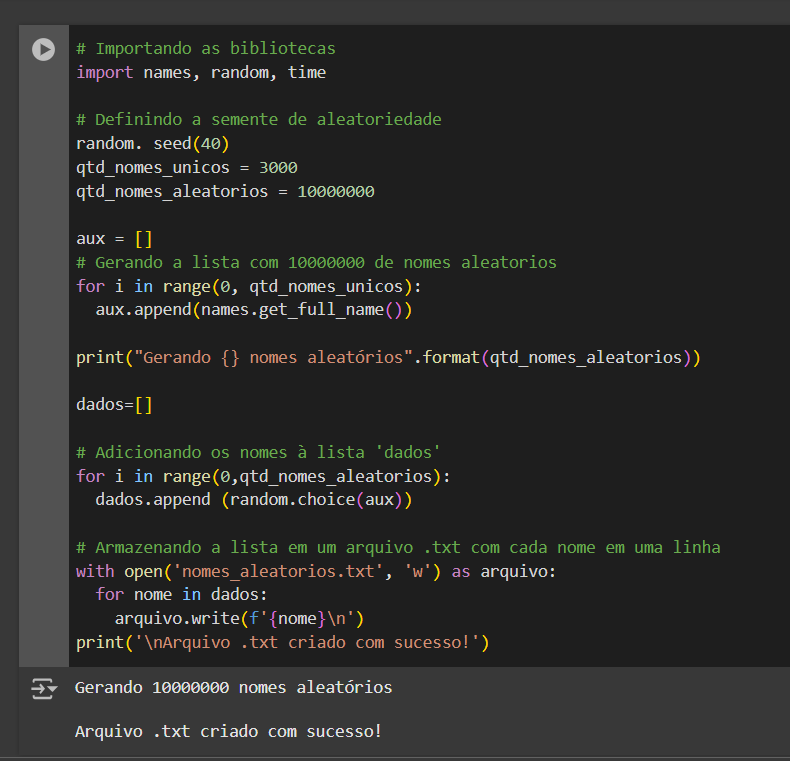 # Importando as bibliotecas
import names, random, time
# Definindo a semente de aleatoriedade
random. seed(40)
qtd_nomes_unicos = 3000
qtd_nomes_aleatorios = 10000000
aux = []
# Gerando a lista com 10000000 de nomes aleatorios
for i in range(0, qtd_nomes_unicos):
  aux.append(names.get_full_name())
print("Gerando {} nomes aleatórios".format(qtd_nomes_aleatorios))
dados=[]
# Adicionando os nomes à lista 'dados'
for i in range(0,qtd_nomes_aleatorios):
  dados.append (random.choice(aux))
# Armazenando a lista em um arquivo .txt com cada nome em uma linha
with open('nomes_aleatorios.txt', 'w') as arquivo:
  for nome in dados:
    arquivo.write(f'{nome}\n')
print('\nArquivo .txt criado com sucesso!')
Gerando 10000000 nomes aleatórios
Arquivo .txt criado com sucesso!